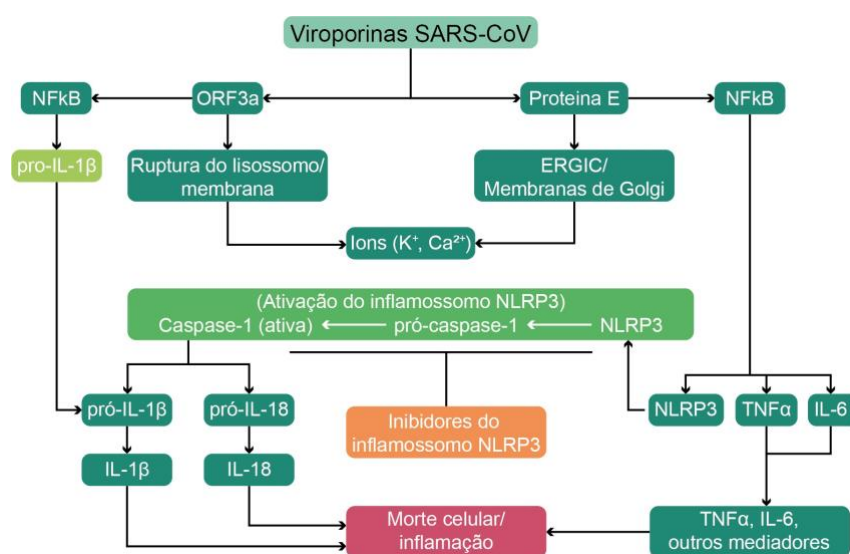 Viroporinas SARS-CoV
NFkB
ORF3a
Proteina E
NFkB
pro-IL-1β
Ruptura do lisossomo/
membrana
ERGIC/
Membranas de Golgi
Ions (K⁺, Ca²⁺)
(Ativação do inflamossomo NLRP3)
Caspase-1 (ativa)
pró-caspase-1
NLRP3
pró-IL-1β
pró-IL-18
Inibidores do
inflamossomo NLRP3
NLRP3
TNFα
IL-6
IL-1β
IL-18
Morte celular/
inflamação
TNFα, IL-6,
outros mediadores